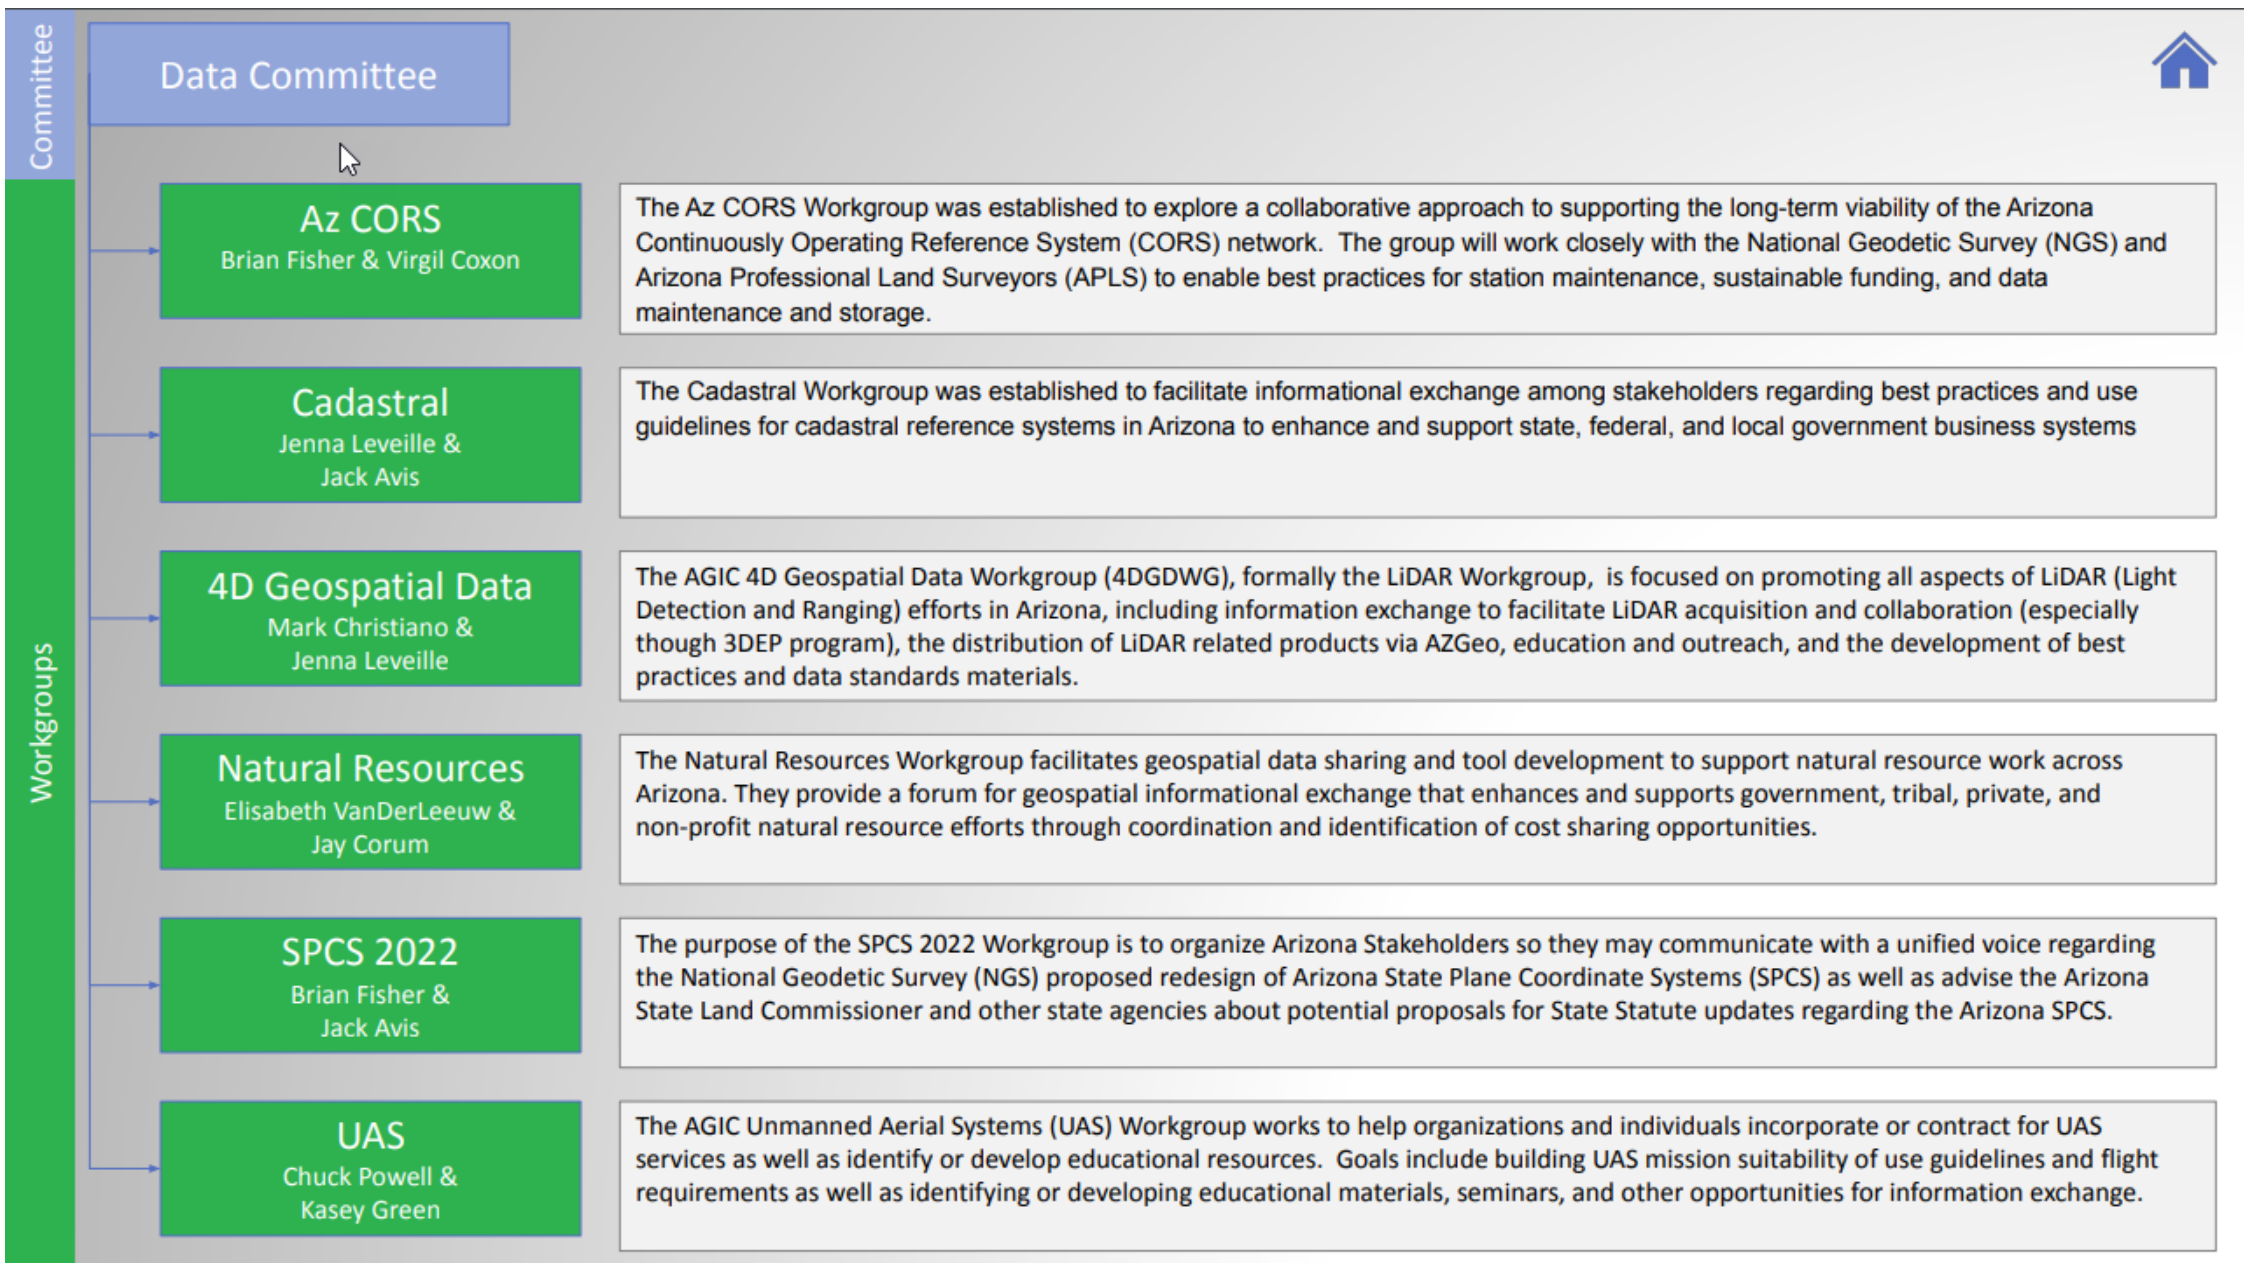 Committee
Data Committee
Workgroups
Az CORS
Brian Fisher & Virgil Coxon
The Az CORS Workgroup was established to explore a collaborative approach to supporting the long-term viability of the Arizona
Continuously Operating Reference System (CORS) network.  The group will work closely with the National Geodetic Survey (NGS) and
Arizona Professional Land Surveyors (APLS) to enable best practices for station maintenance, sustainable funding, and data
maintenance and storage.
Cadastral
Jenna Leveille &
Jack Avis
The Cadastral Workgroup was established to facilitate informational exchange among stakeholders regarding best practices and use
guidelines for cadastral reference systems in Arizona to enhance and support state, federal, and local government business systems
4D Geospatial Data
Mark Christiano &
Jenna Leveille
The AGIC 4D Geospatial Data Workgroup (4DGDWG), formally the LiDAR Workgroup,  is focused on promoting all aspects of LiDAR (Light
Detection and Ranging) efforts in Arizona, including information exchange to facilitate LiDAR acquisition and collaboration (especially
though 3DEP program), the distribution of LiDAR related products via AZGeo, education and outreach, and the development of best
practices and data standards materials.
Natural Resources
Elisabeth VanDerLeeuw &
Jay Corum
The Natural Resources Workgroup facilitates geospatial data sharing and tool development to support natural resource work across
Arizona. They provide a forum for geospatial informational exchange that enhances and supports government, tribal, private, and
non-profit natural resource efforts through coordination and identification of cost sharing opportunities.
SPCS 2022
Brian Fisher &
Jack Avis
The purpose of the SPCS 2022 Workgroup is to organize Arizona Stakeholders so they may communicate with a unified voice regarding
the National Geodetic Survey (NGS) proposed redesign of Arizona State Plane Coordinate Systems (SPCS) as well as advise the Arizona
State Land Commissioner and other state agencies about potential proposals for State Statute updates regarding the Arizona SPCS.
UAS
Chuck Powell &
Kasey Green
The AGIC Unmanned Aerial Systems (UAS) Workgroup works to help organizations and individuals incorporate or contract for UAS
services as well as identify or develop educational resources.  Goals include building UAS mission suitability of use guidelines and flight
requirements as well as identifying or developing educational materials, seminars, and other opportunities for information exchange.